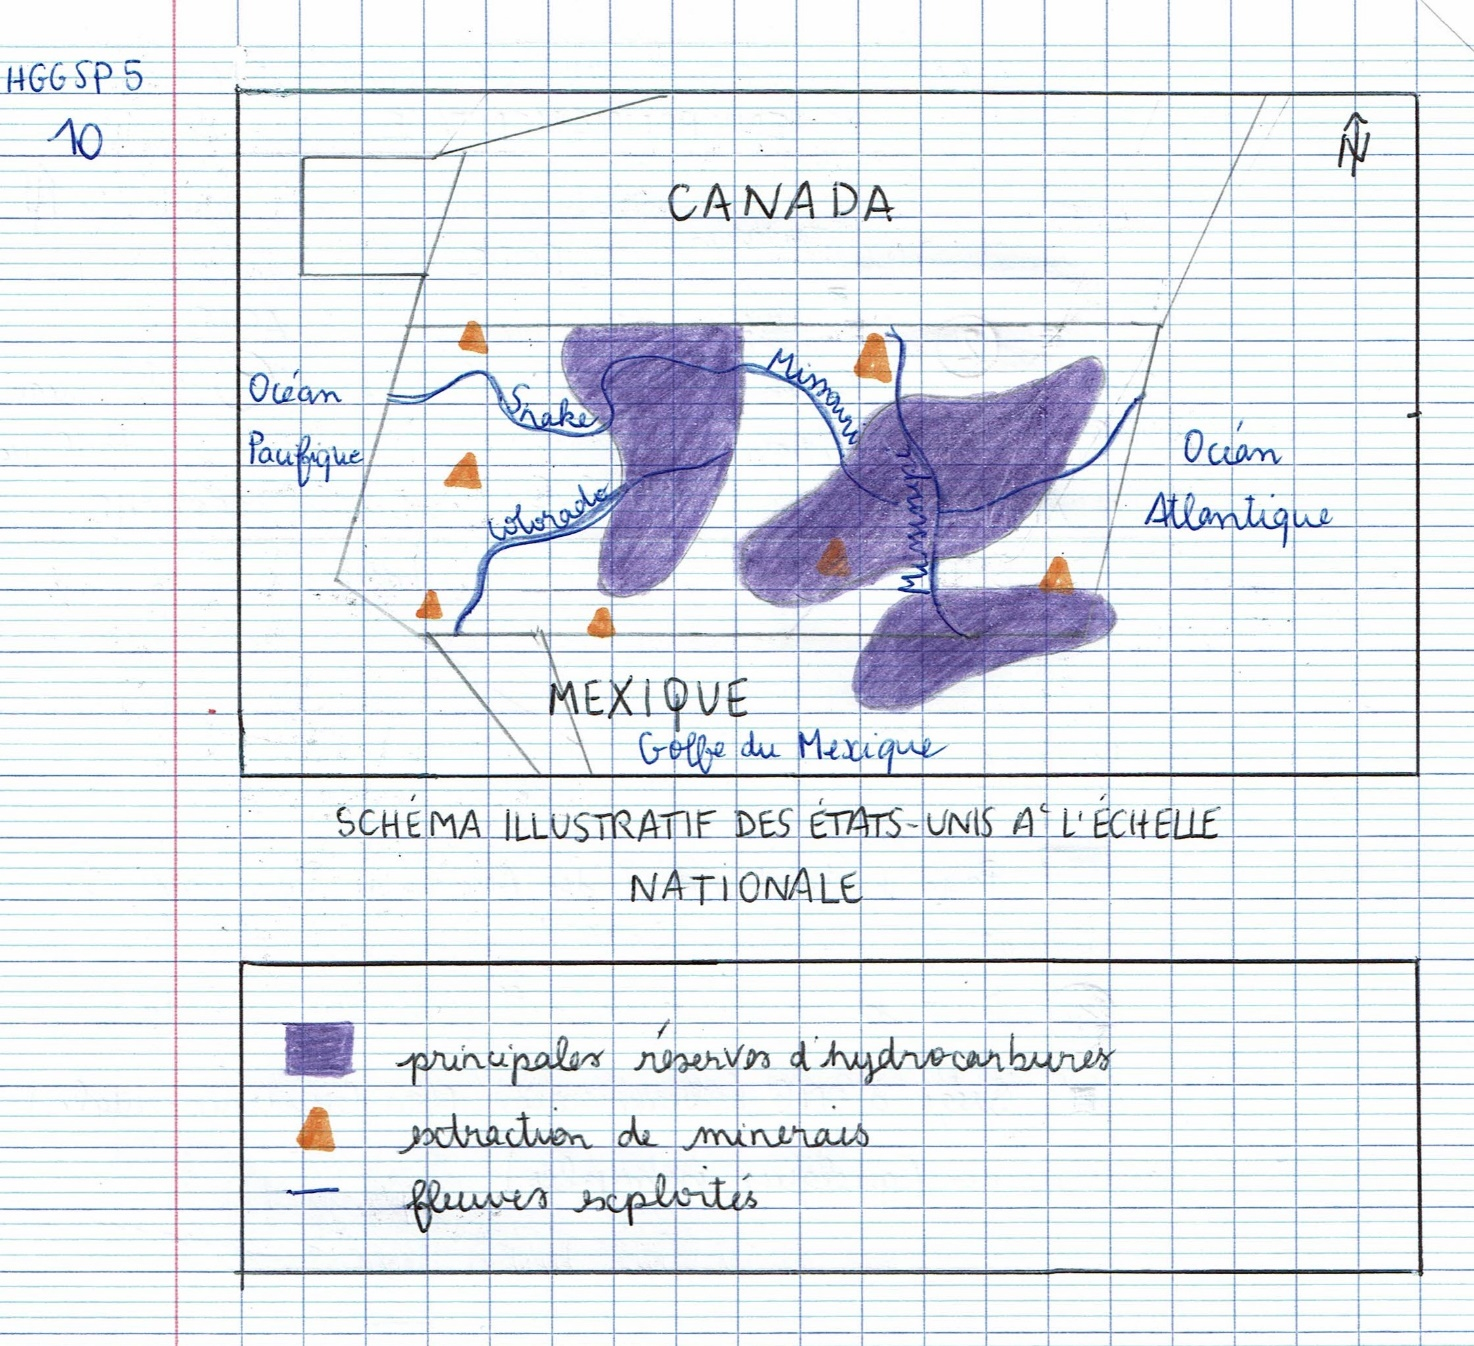 HGGSP 5
10
N
CANADA
Océan
Pacifique
Snake
Missouri
Colorado
Mississipi
Océan
Atlantique
MEXIQUE
Golfe du Mexique
SCHÉMA ILLUSTRATIF DES ÉTATS-UNIS A' L'ÉCHELLE
NATIONALE
principales réserves d'hydrocarbures
extraction de minerais
fleuves exploités